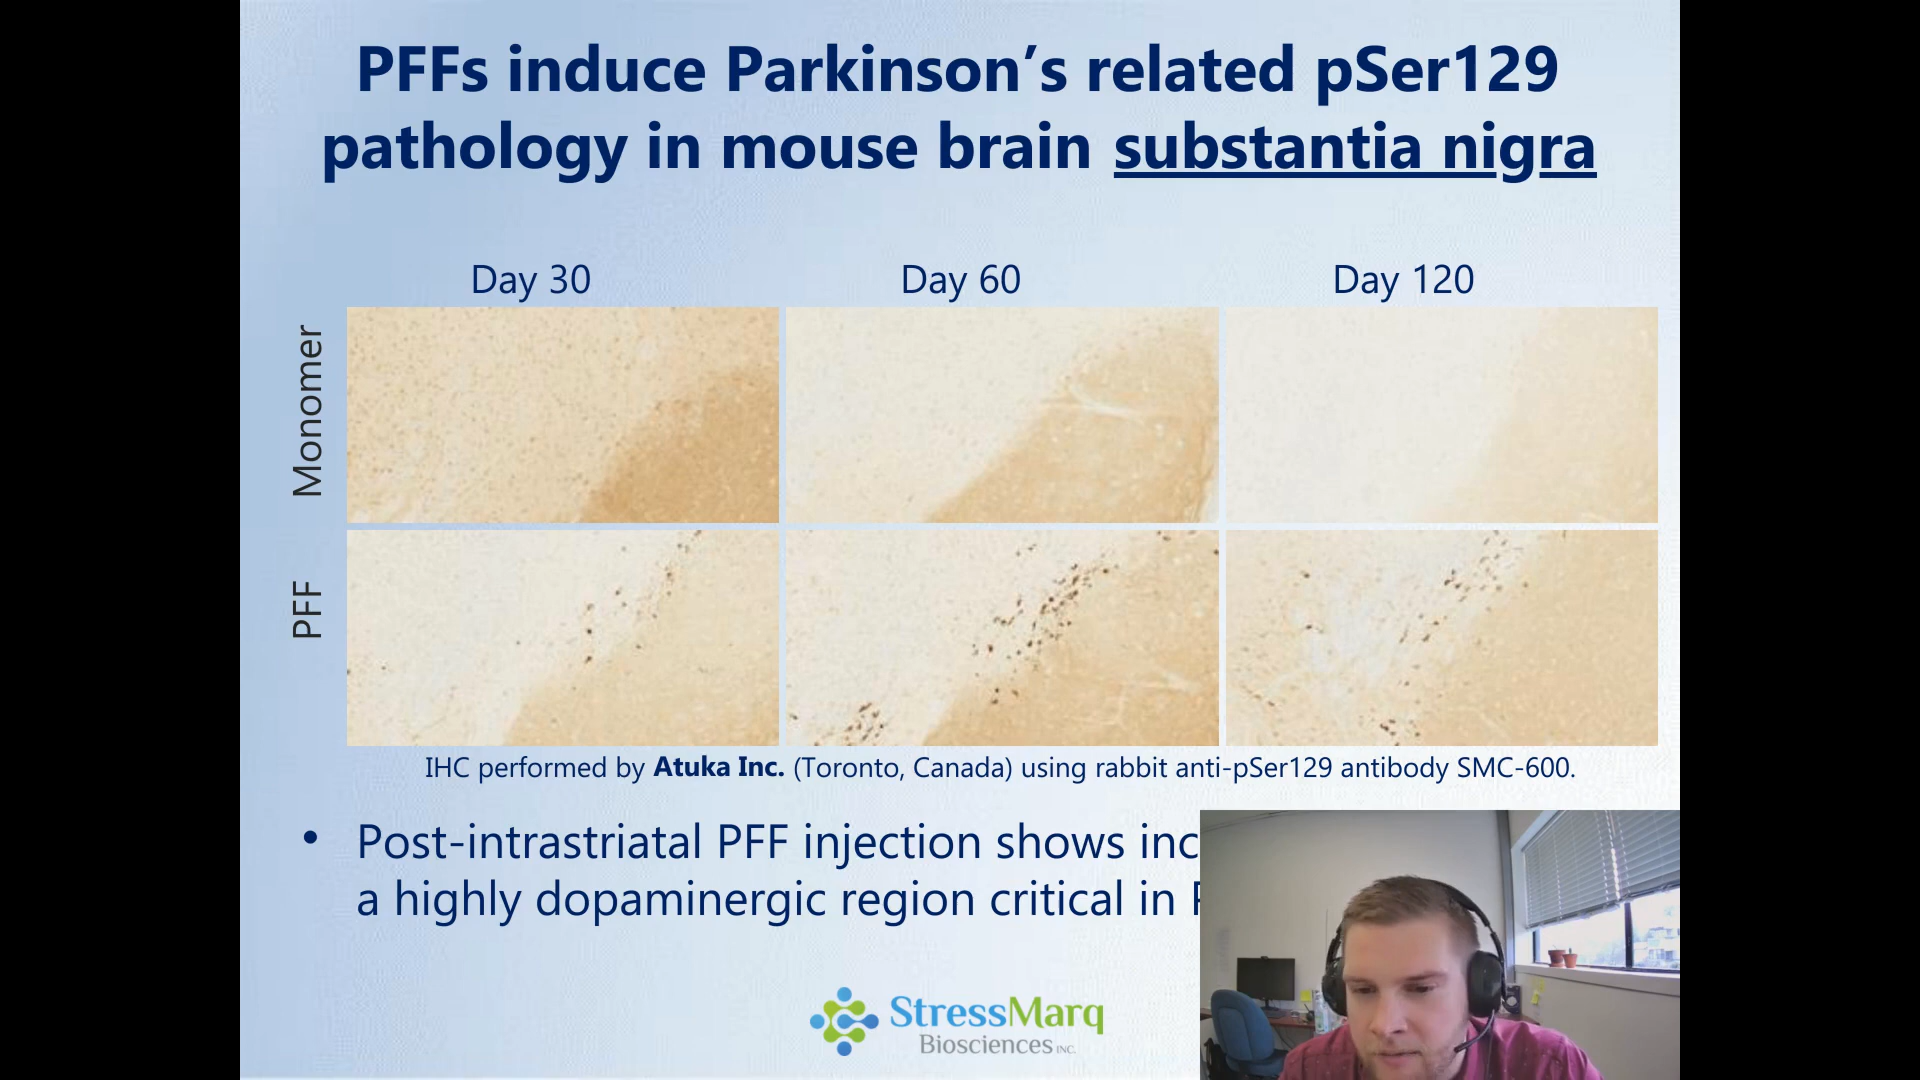 PFFs induce Parkinson’s related pSer129
pathology in mouse brain substantia nigra
Day 30 Day 60 Day 120
Monomer
PFF
IHC performed by Atuka Inc. (Toronto, Canada) using rabbit anti-pSer129 antibody SMC-600.
• Post-intrastriatal PFF injection shows
a highly dopaminergic region critical in
StressMarq
Biosciences INC.